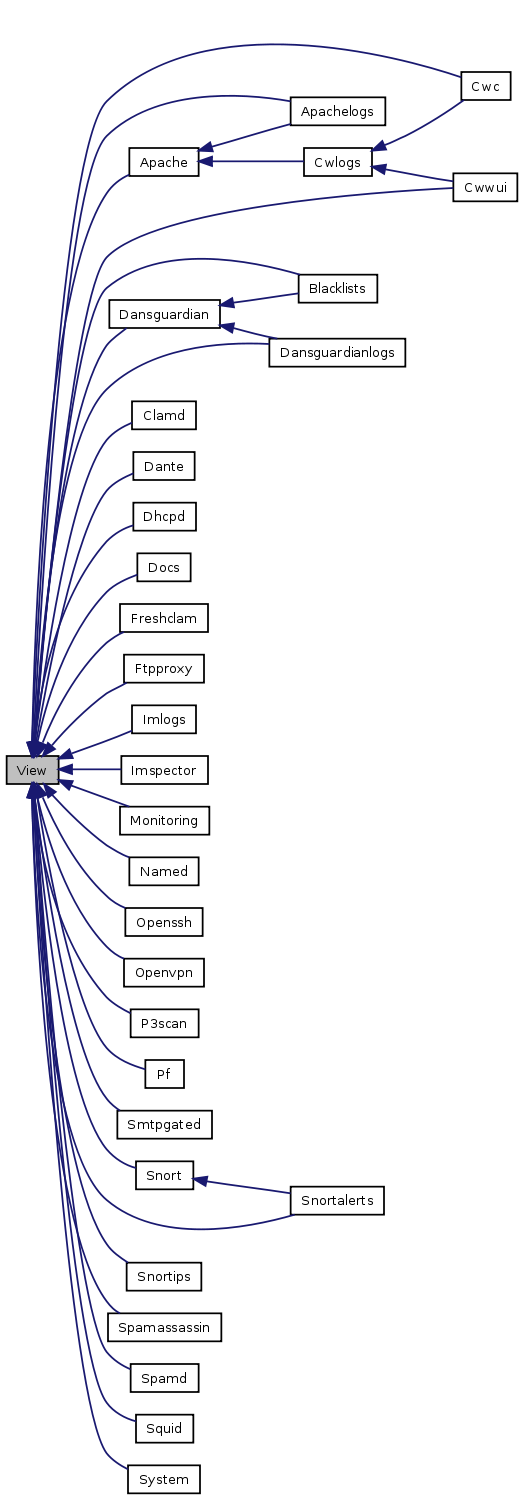 Cwc
Apachelogs
Apache
Cwlogs
Cwwui
Blacklists
Dansguardian
Dansguardianlogs
Clamd
Dante
Dhcpd
Docs
Freshclam
Ftpproxy
Imlogs
View
Imspector
Monitoring
Named
Openssh
Openvpn
P3scan
Pf
Smtpgated
Snort
Snortalerts
Snortips
Spamassassin
Spamd
Squid
System